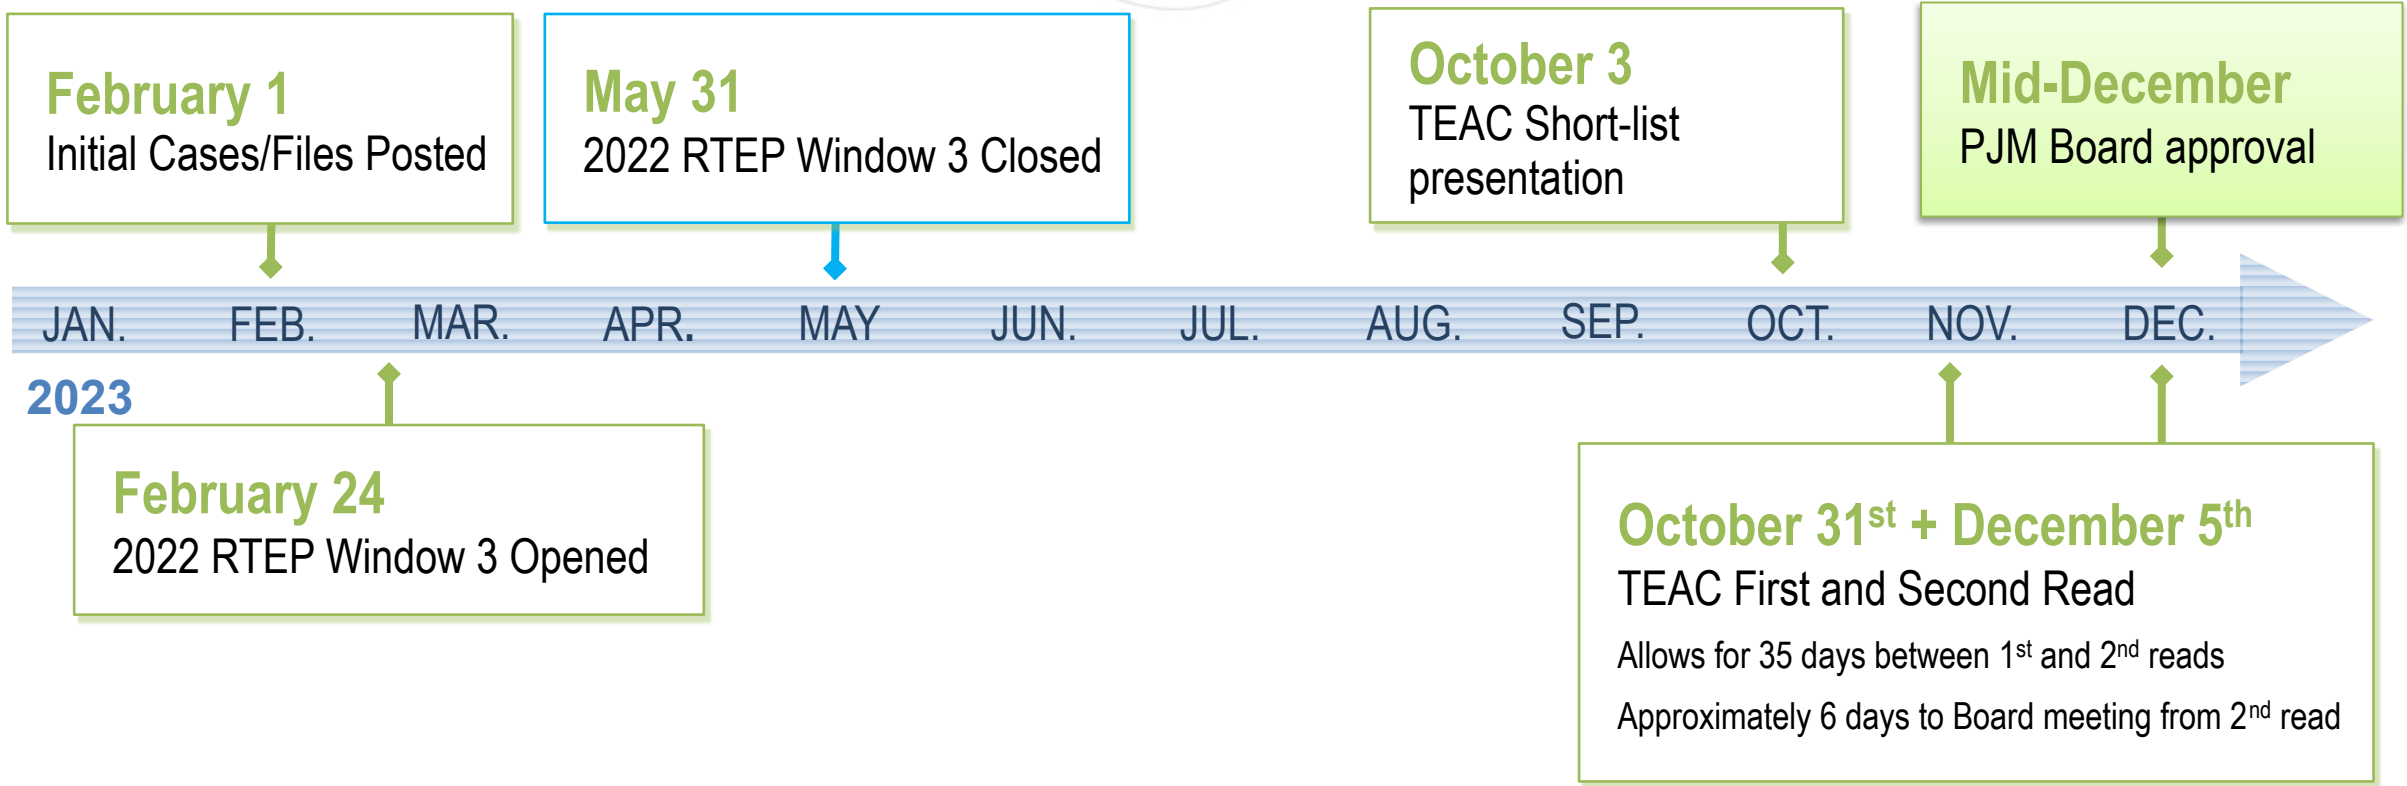 February 1
Initial Cases/Files Posted
May 31
2022 RTEP Window 3 Closed
October 3
TEAC Short-list
presentation
Mid-December
PJM Board approval
JAN. FEB. MAR. APR. MAY JUN. JUL. AUG. SEP. OCT. NOV. DEC.
2023
February 24
2022 RTEP Window 3 Opened
October 31st + December 5th
TEAC First and Second Read
Allows for 35 days between 1st and 2nd reads
Approximately 6 days to Board meeting from 2nd read